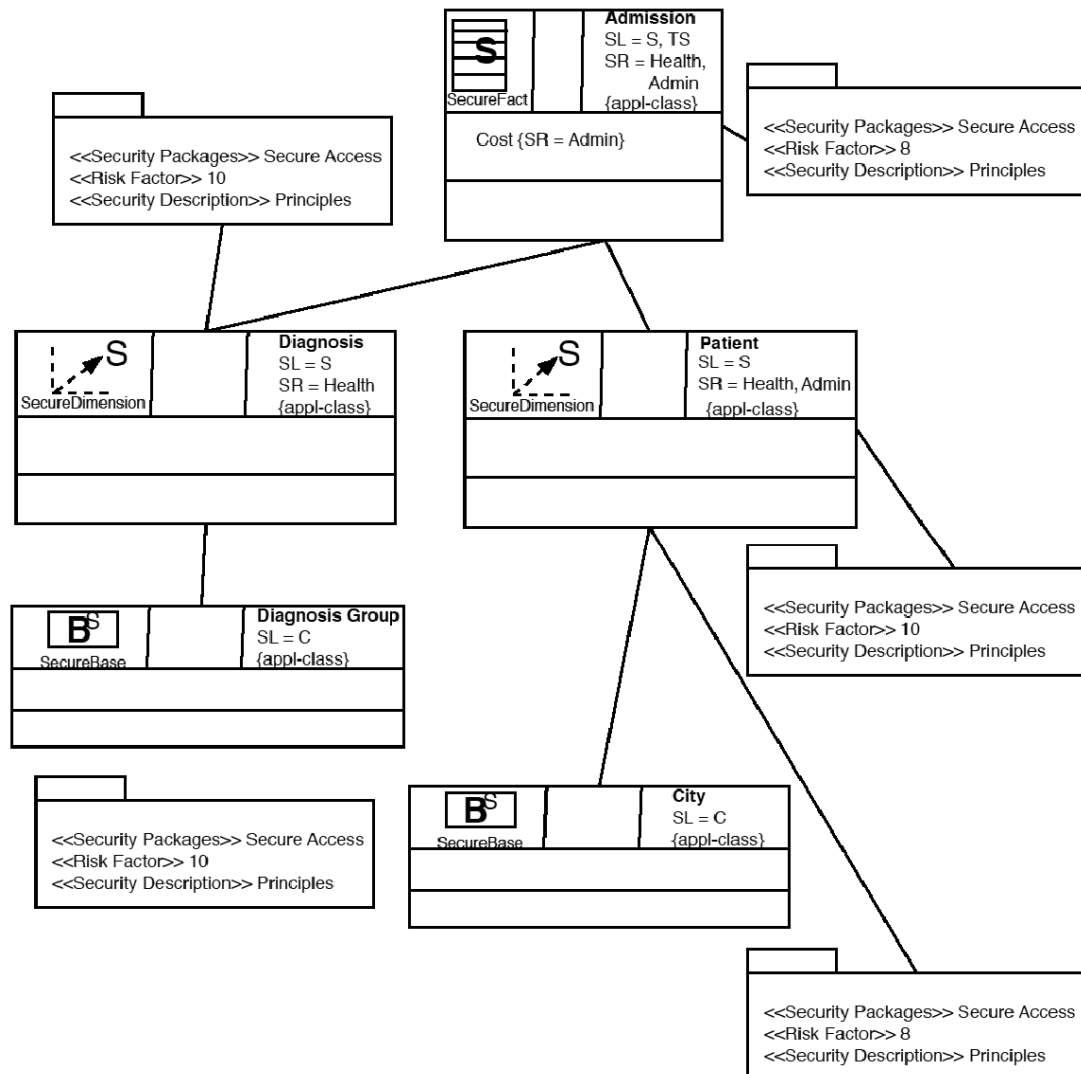 S
SecureFact
Admission
SL = S, TS
SR = Health,
Admin
{appl-class}
Cost {SR = Admin}
<<Security Packages>> Secure Access
<<Risk Factor>> 10
<<Security Description>> Principles
<<Security Packages>> Secure Access
<<Risk Factor>> 8
<<Security Description>> Principles
S
SecureDimension
Diagnosis
SL = S
SR = Health
{appl-class}
S
SecureDimension
Patient
SL = S
SR = Health, Admin
{appl-class}
BS
SecureBase
Diagnosis Group
SL = C
{appl-class}
<<Security Packages>> Secure Access
<<Risk Factor>> 10
<<Security Description>> Principles
<<Security Packages>> Secure Access
<<Risk Factor>> 10
<<Security Description>> Principles
BS
SecureBase
City
SL = C
{appl-class}
<<Security Packages>> Secure Access
<<Risk Factor>> 8
<<Security Description>> Principles